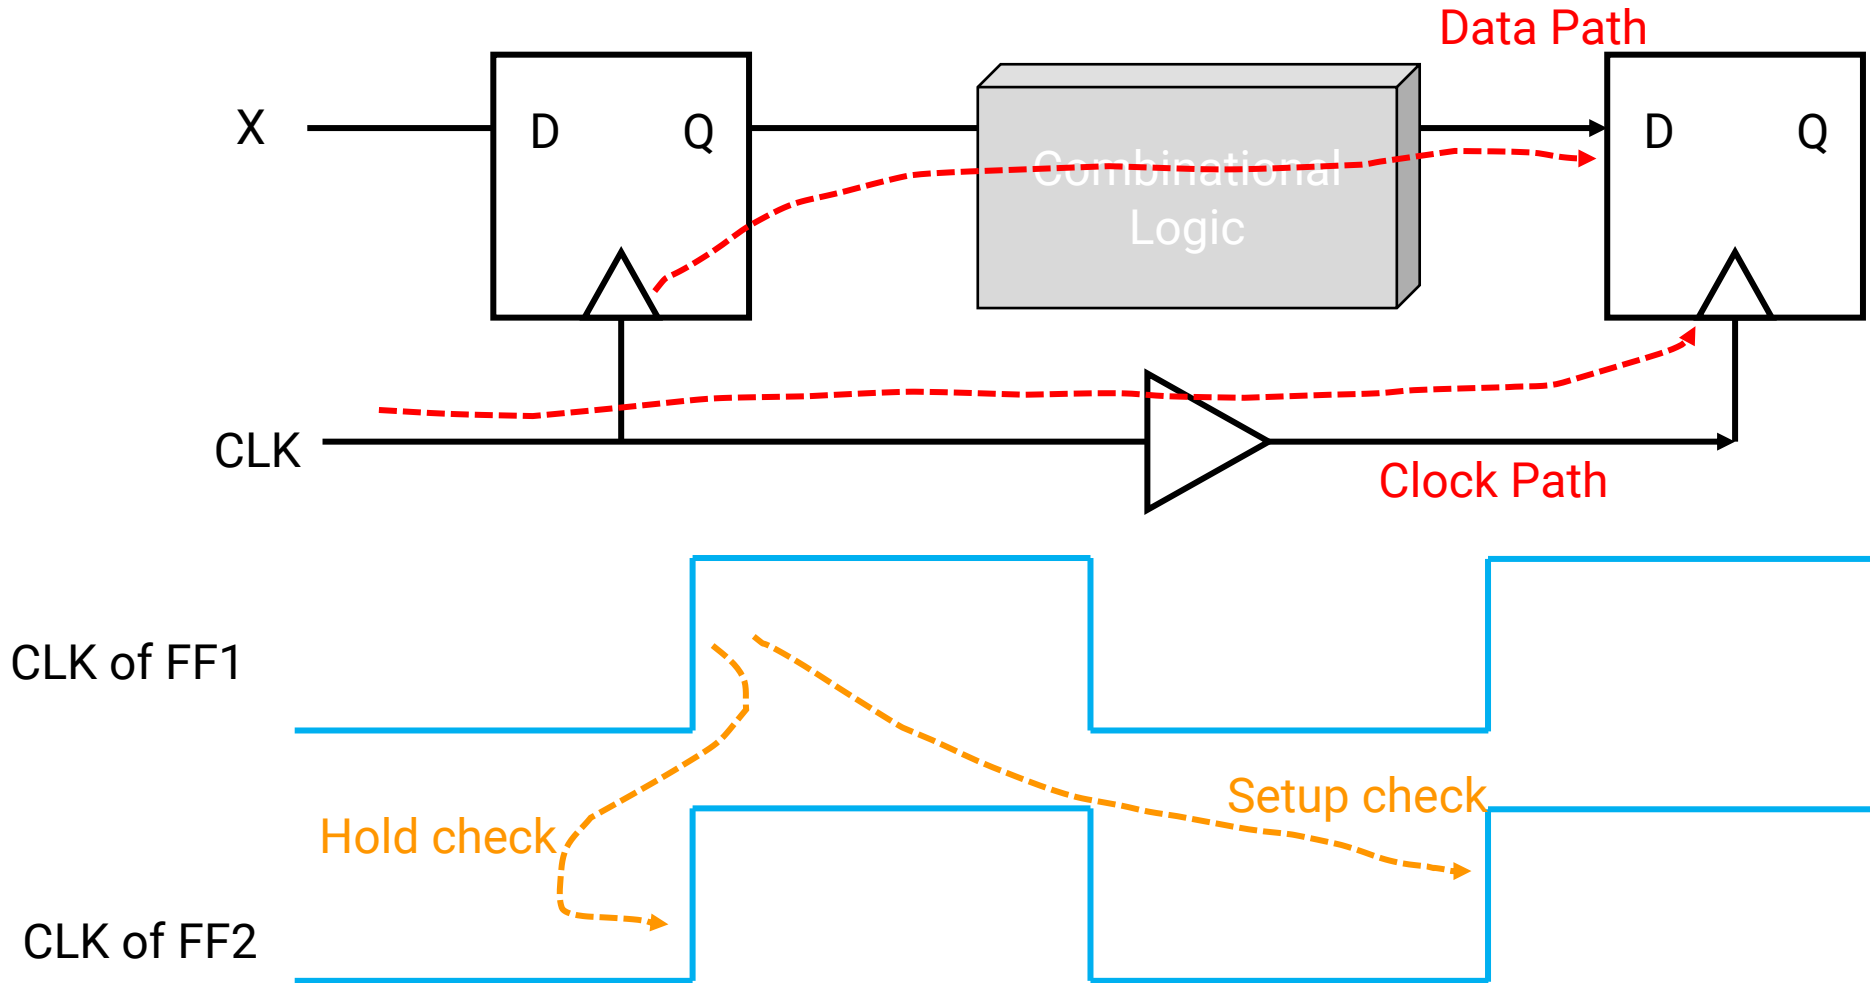 Data Path
X
D
Q
D
Q
Combinational
Logic
CLK
Clock Path
CLK of FF1
Setup check
Hold check
CLK of FF2